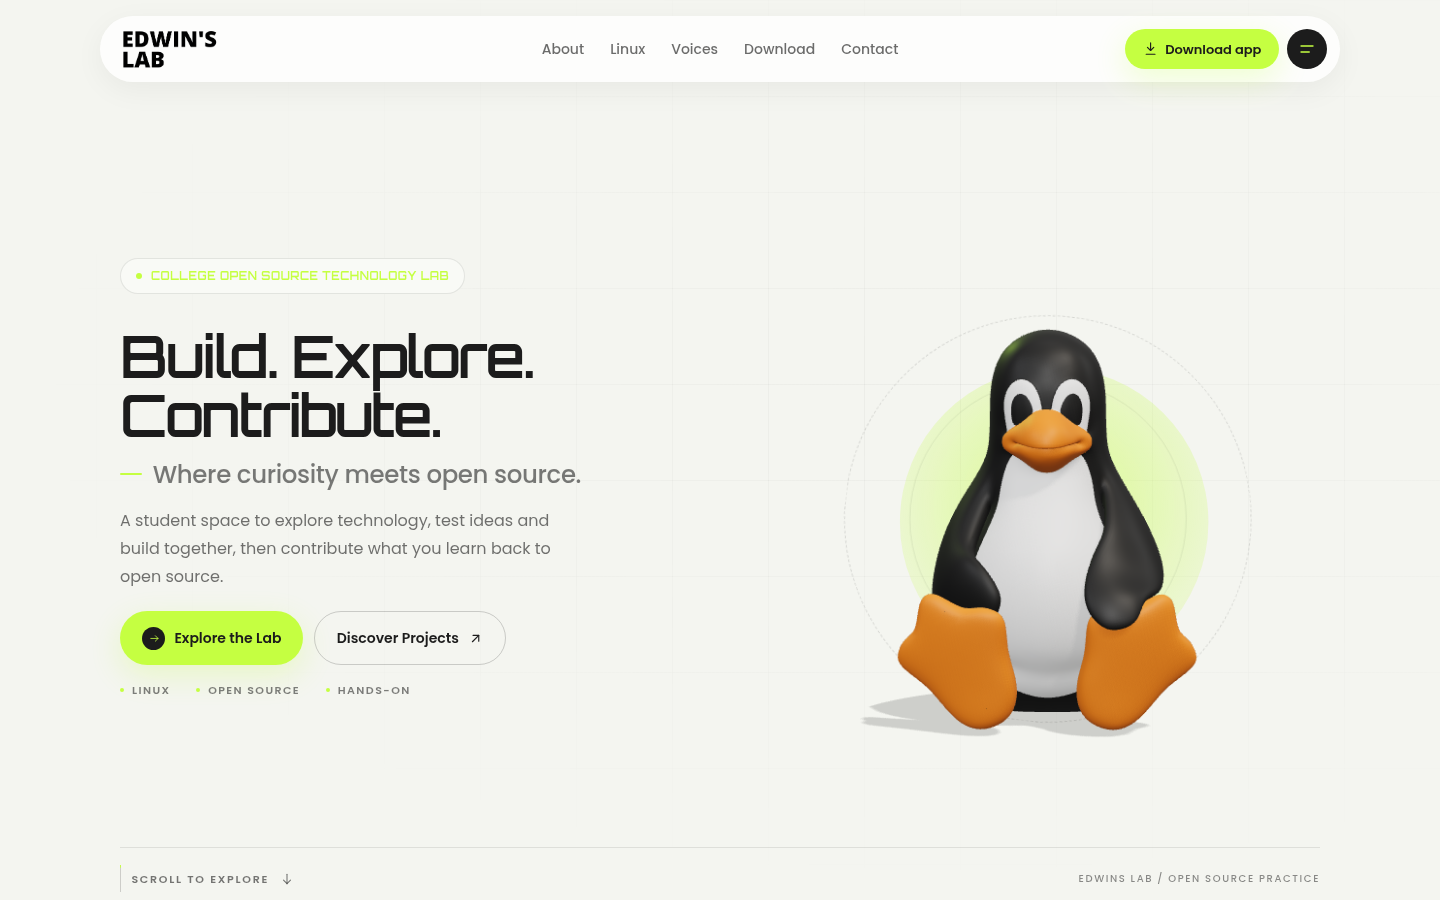 EDWIN'S
LAB
About
Linux
Voices
Download
Contact
Download app
COLLEGE OPEN SOURCE TECHNOLOGY LAB
Build. Explore.
Contribute.
Where curiosity meets open source.
A student space to explore technology, test ideas and
build together, then contribute what you learn back to
open source.
Explore the Lab
Discover Projects
LINUX
OPEN SOURCE
HANDS-ON
SCROLL TO EXPLORE
EDWINS LAB / OPEN SOURCE PRACTICE